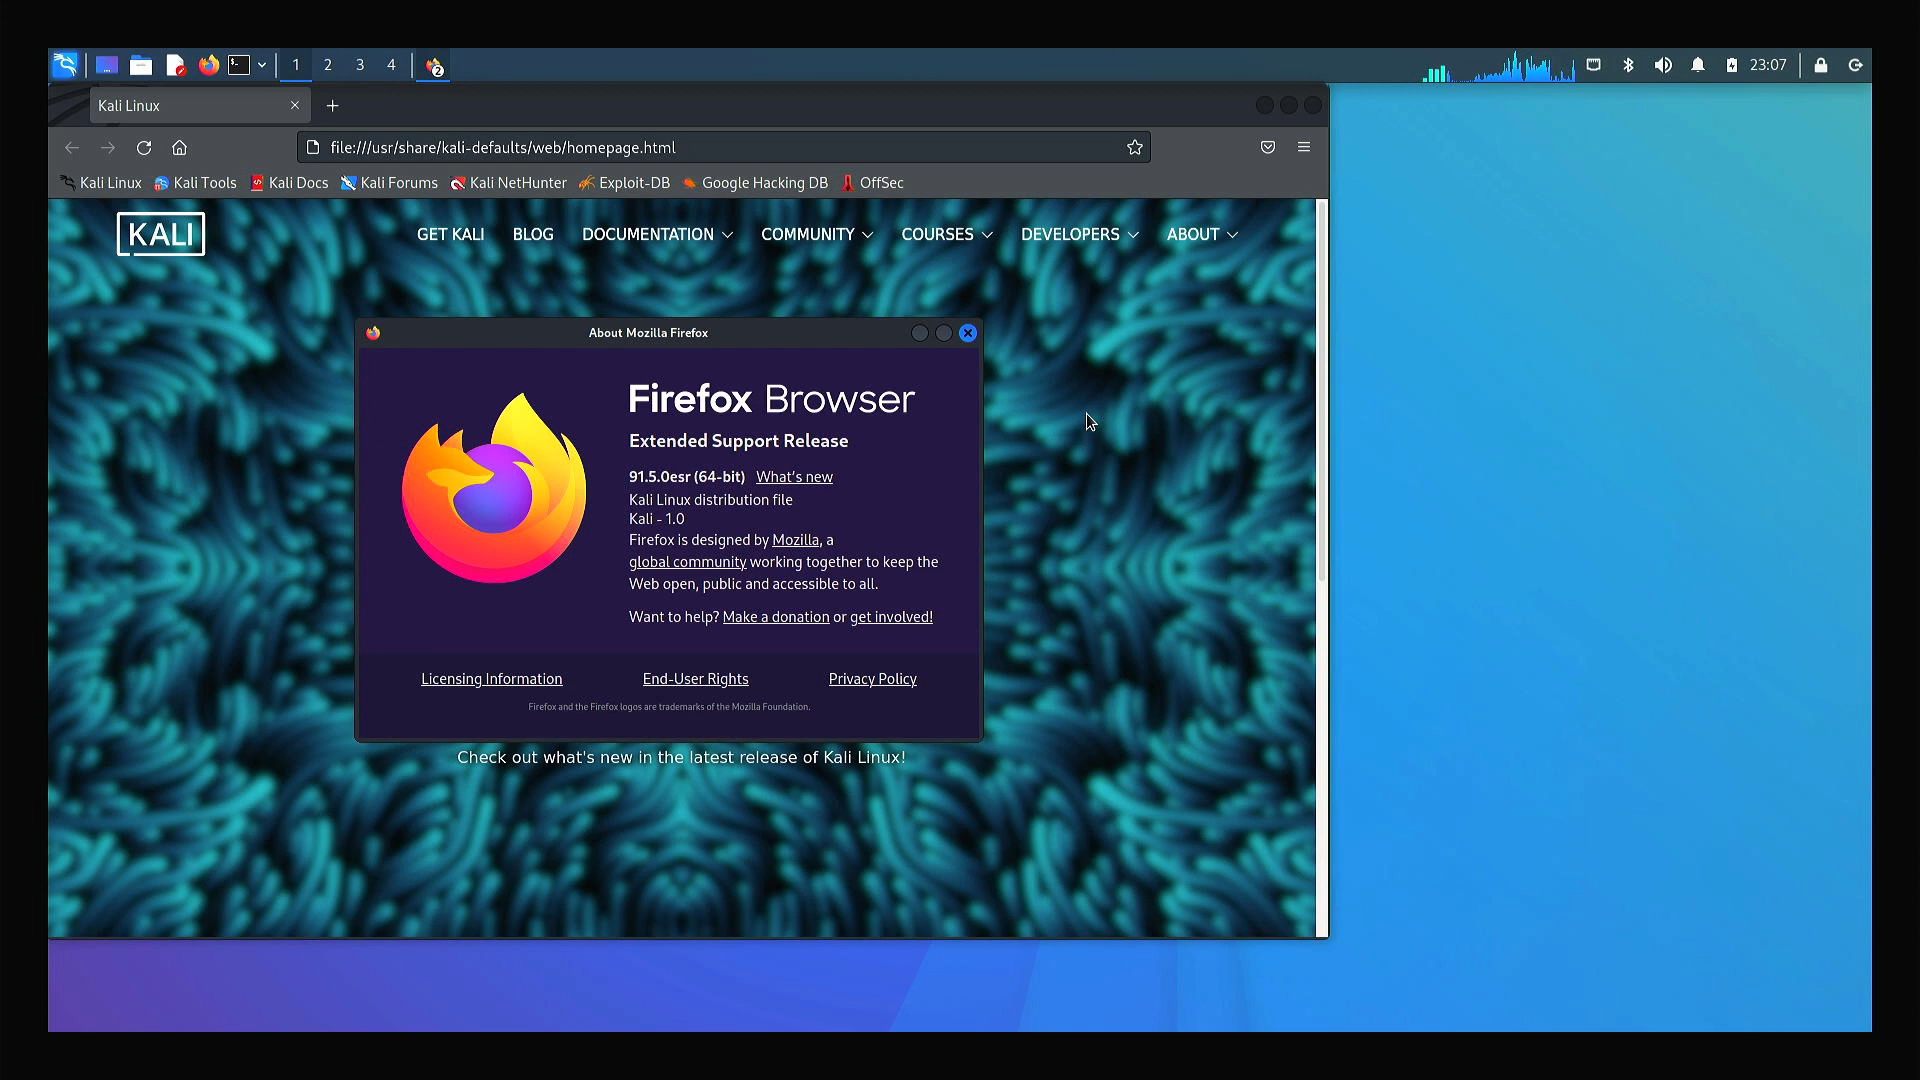 1 2 3 4 2 23:07
Kali Linux
file:///usr/share/kali-defaults/web/homepage.html
Kali Linux Kali Tools Kali Docs Kali Forums Kali NetHunter Exploit-DB Google Hacking DB OffSec
KALI GET KALI BLOG DOCUMENTATION COMMUNITY COURSES DEVELOPERS ABOUT
About Mozilla Firefox
Firefox Browser
Extended Support Release
91.5.0esr (64-bit) What's new
Kali Linux distribution file
Kali - 1.0
Firefox is designed by Mozilla, a
global community working together to keep the
Web open, public and accessible to all.
Want to help? Make a donation or get involved!
Licensing Information End-User Rights Privacy Policy
Firefox and the Firefox logos are trademarks of the Mozilla Foundation.
Check out what's new in the latest release of Kali Linux!